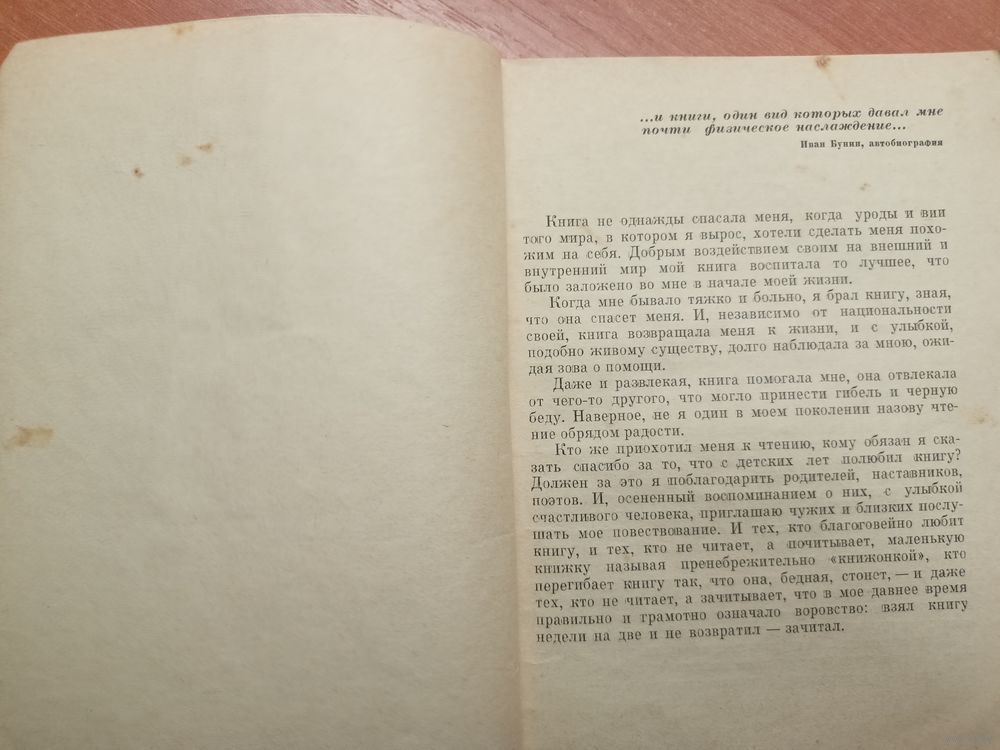 ...и книги, один вид которых давал мне
почти физическое наслаждение...
Иван Бунин, автобиография
Книга не однажды спасала меня, когда уроды и вии
того мира, в котором я вырос, хотели сделать меня похо-
жим на себя. Добрым воздействием своим на внешний и
внутренний мир мой книга воспитала то лучшее, что
было заложено во мне в начале моей жизни.
Когда мне бывало тяжко и больно, я брал книгу, зная,
что она спасет меня. И, независимо от национальности
своей, книга возвращала меня к жизни, и с улыбкой,
подобно живому существу, долго наблюдала за мною, ожи-
дая зова о помощи.
Даже и развлекая, книга помогала мне, она отвлекала
от чего-то другого, что могло принести гибель и черную
беду. Наверное, не я один в моем поколении назову чте-
ние обрядом радости.
Кто же приохотил меня к чтению, кому обязан я ска-
зать спасибо за то, что с детских лет полюбил книгу?
Должен за это я поблагодарить родителей, наставников,
поэтов. И, осененный воспоминанием о них, с улыбкой
счастливого человека, приглашаю чужих и близких послу-
шать мое повествование. И тех, кто благоговейно любит
книгу, и тех, кто не читает, а почитывает, маленькую
книжку называя пренебрежительно «книжонкой», кто
перегибает книгу так, что она, бедная, стонет, — и даже
тех, кто не читает, а зачитывает, что в мое давнее время
правильно и грамотно означало воровство: взял книгу
недели на две и не возвратил — зачитал.